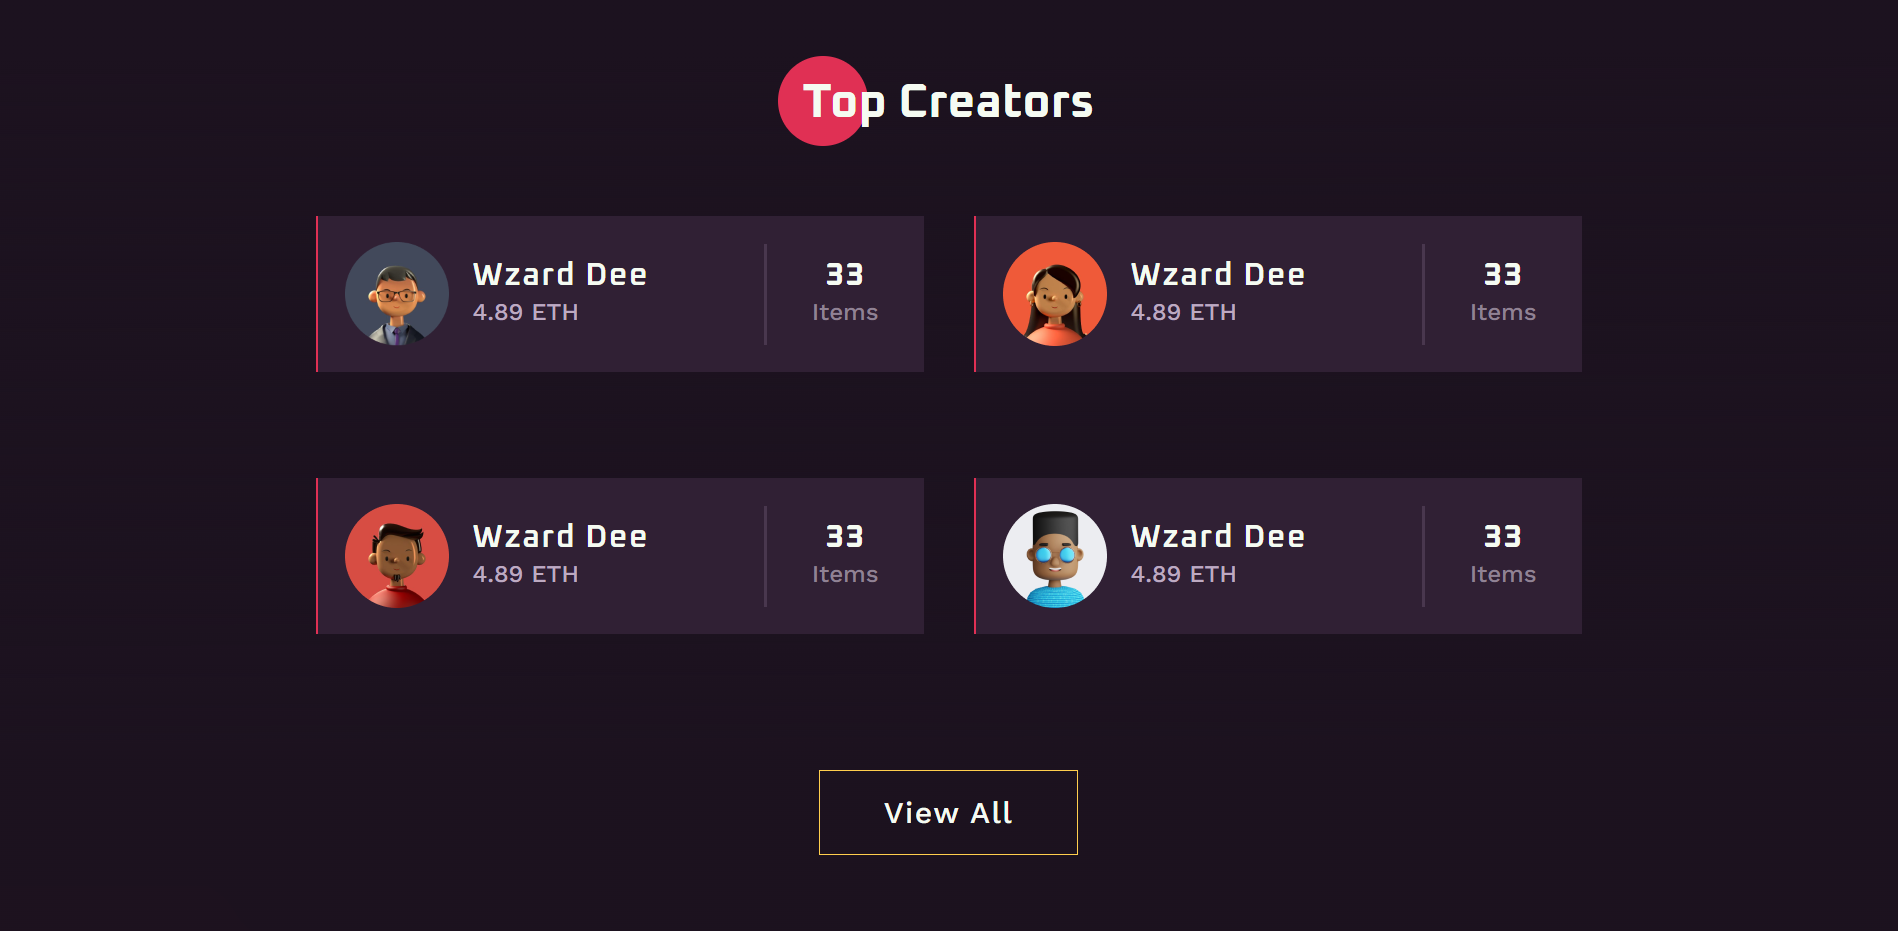 Top Creators
Wzard Dee
4.89 ETH
33
Items
Wzard Dee
4.89 ETH
33
Items
Wzard Dee
4.89 ETH
33
Items
Wzard Dee
4.89 ETH
33
Items
View All